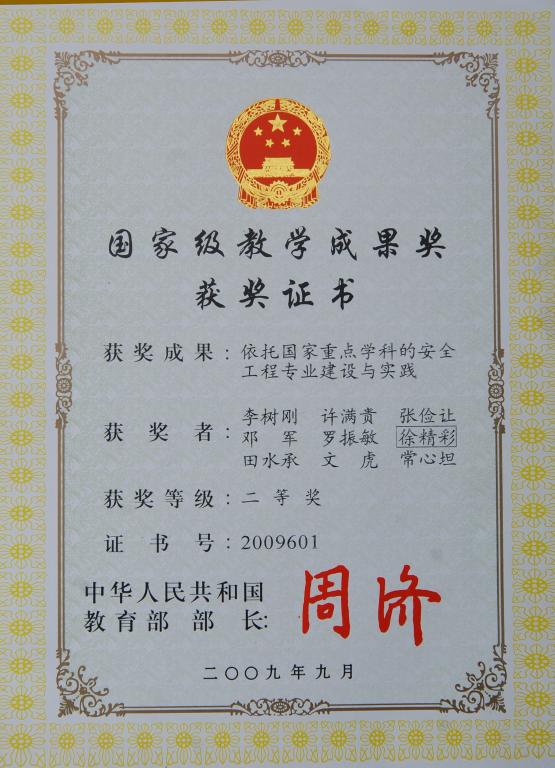 国家级教学成果奖
获奖证书
获奖成果：依托国家重点学科的安全
工程专业建设与实践
李树刚 许满贵 张俭让
获奖者：邓军 罗振敏 徐精彩
田水承 文虎 常心坦
获奖等级：二等奖
证书号：2009601
中华人民共和国
教育部部长：周济
二〇〇九年九月